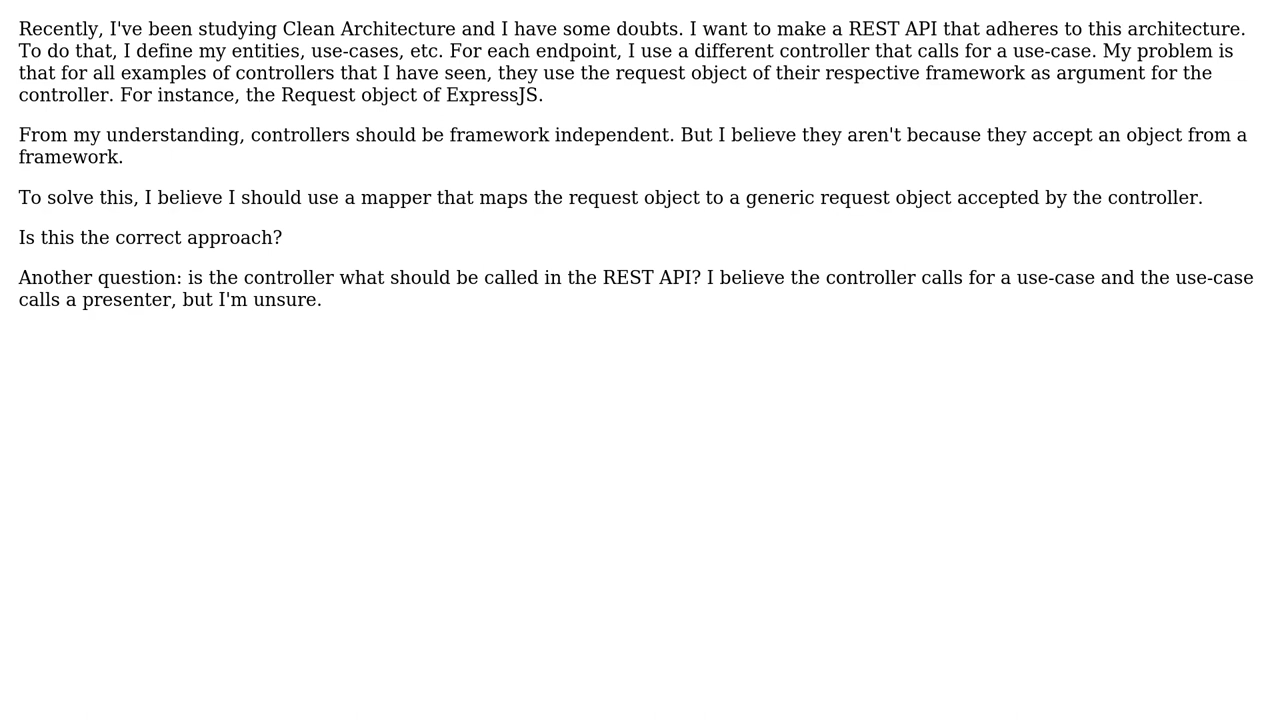 Recently, I've been studying Clean Architecture and I have some doubts. I want to make a REST API that adheres to this architecture.
To do that, I define my entities, use-cases, etc. For each endpoint, I use a different controller that calls for a use-case. My problem is
that for all examples of controllers that I have seen, they use the request object of their respective framework as argument for the
controller. For instance, the Request object of ExpressJS.
From my understanding, controllers should be framework independent. But I believe they aren't because they accept an object from a
framework.
To solve this, I believe I should use a mapper that maps the request object to a generic request object accepted by the controller.
Is this the correct approach?
Another question: is the controller what should be called in the REST API? I believe the controller calls for a use-case and the use-case
calls a presenter, but I'm unsure.